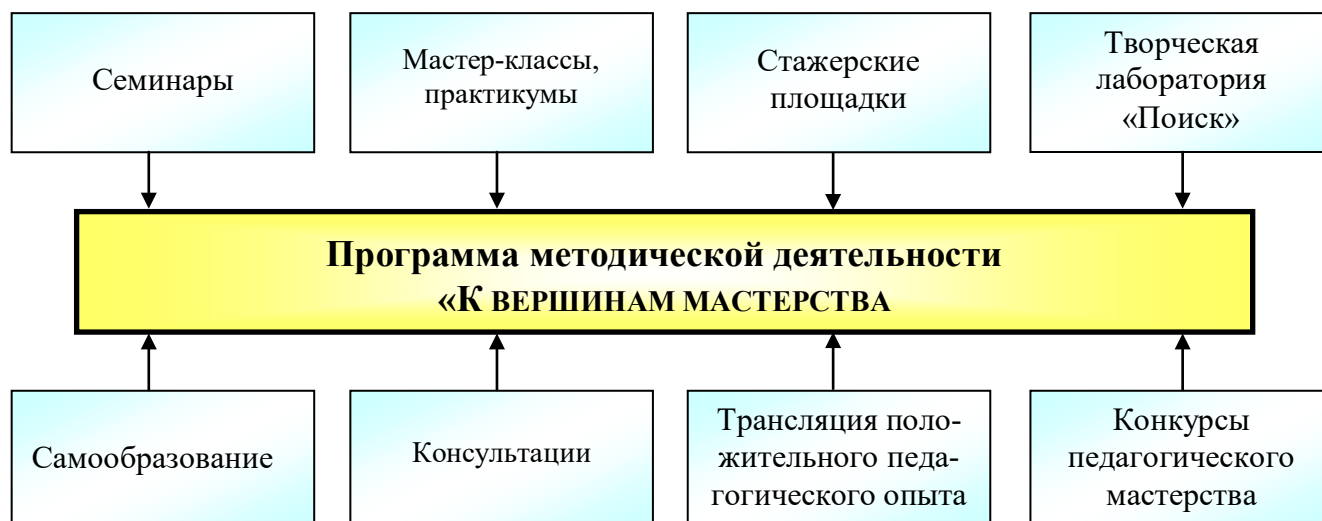 Семинары
Мастер-классы,
практикумы
Стажерские
площадки
Творческая
лаборатория
«Поиск»
Программа методической деятельности
«К ВЕРШИНАМ МАСТЕРСТВА
Самообразование
Консультации
Трансляция поло-
жительного педа-
гогического опыта
Конкурсы
педагогического
мастерства